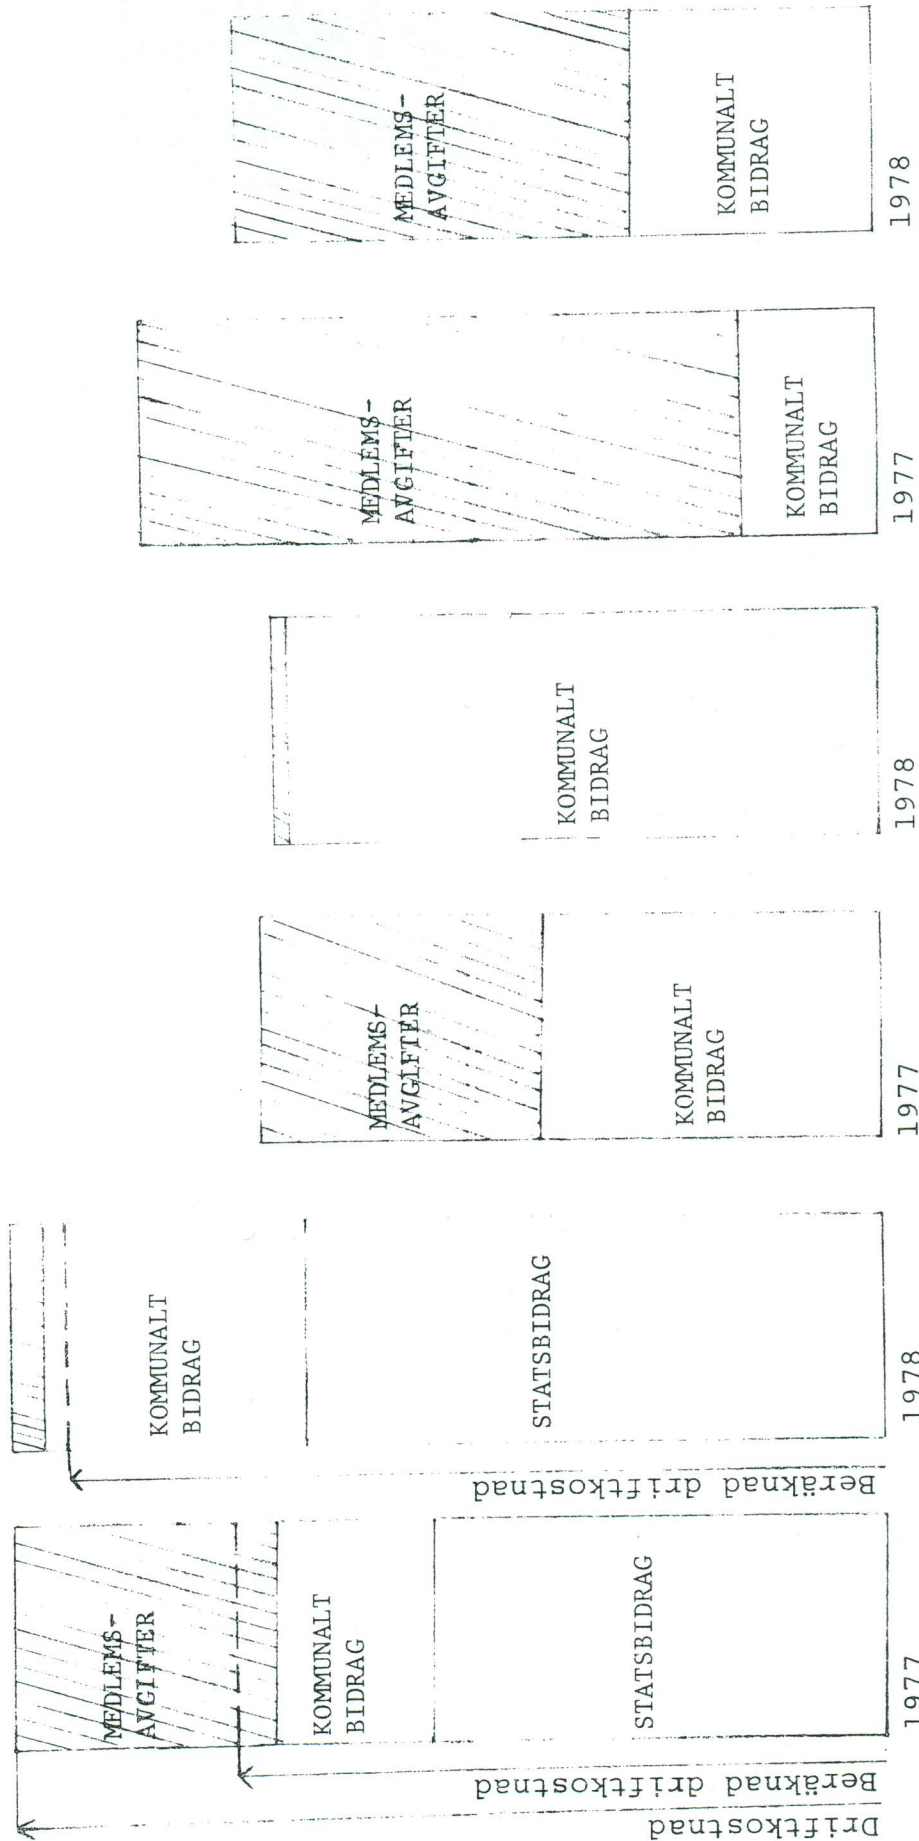 Driftkostnad
Beräknad driftkostnad
MEDLEMS-
AVGIFTER
KOMMUNALT
BIDRAG
STATSBIDRAG
1977
Beräknad driftkostnad
KOMMUNALT
BIDRAG
STATSBIDRAG
1978
MEDLEMS-
AVGIFTER
KOMMUNALT
BIDRAG
1977
KOMMUNALT
BIDRAG
1978
MEDLEMS-
AVGIFTER
KOMMUNALT
BIDRAG
1977
MEDLEMS-
AVGIFTER
KOMMUNALT
BIDRAG
1978